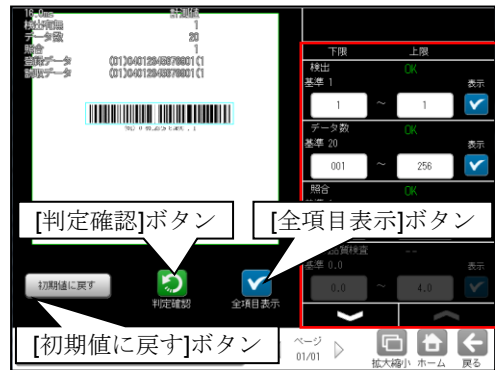 16.0ms 計測値
検出有無 1
データ数 20
照合 1
登録データ (01)04912345678901(1
読取データ (01)04912345678901(1
下限 上限
検出 OK
基準 1 表示
1 ~ 1
データ数 OK
基準 20 表示
001 ~ 256
照合 OK
[判定確認]ボタン
[全項目表示]ボタン
基準 0.0 表示
0.0 ~ 4.0
初期値に戻す
判定確認
全項目表示
[初期値に戻す]ボタン
ページ
01/01
拡大縮小 ホーム 戻る